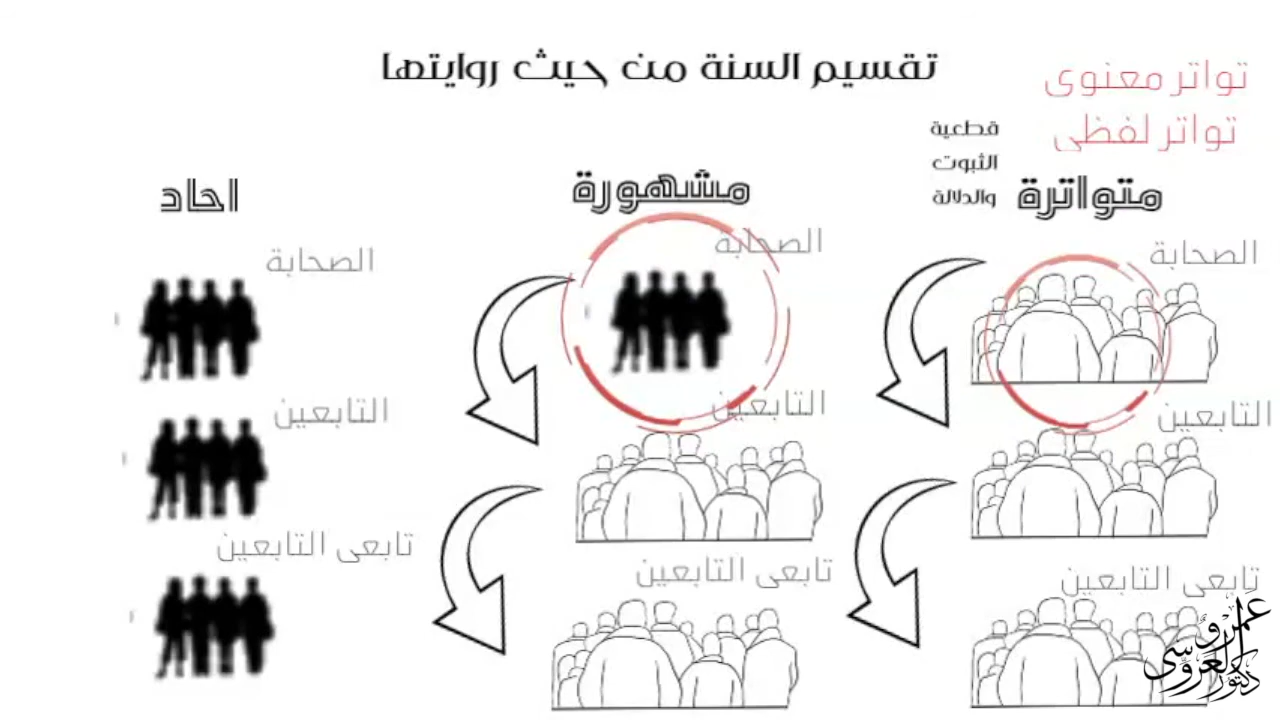 تقسيم السنة من حيث روايتها
تواتر معنوى
تواتر لفظى
قطعية
الثبوت
والدلالة
متواترة
مشهورة
احاد
الصحابة
الصحابة
الصحابة
التابعين
التابعين
التابعين
تابعى التابعين
تابعى التابعين
تابعى التابعين
عمرو
العروسى
دكتور